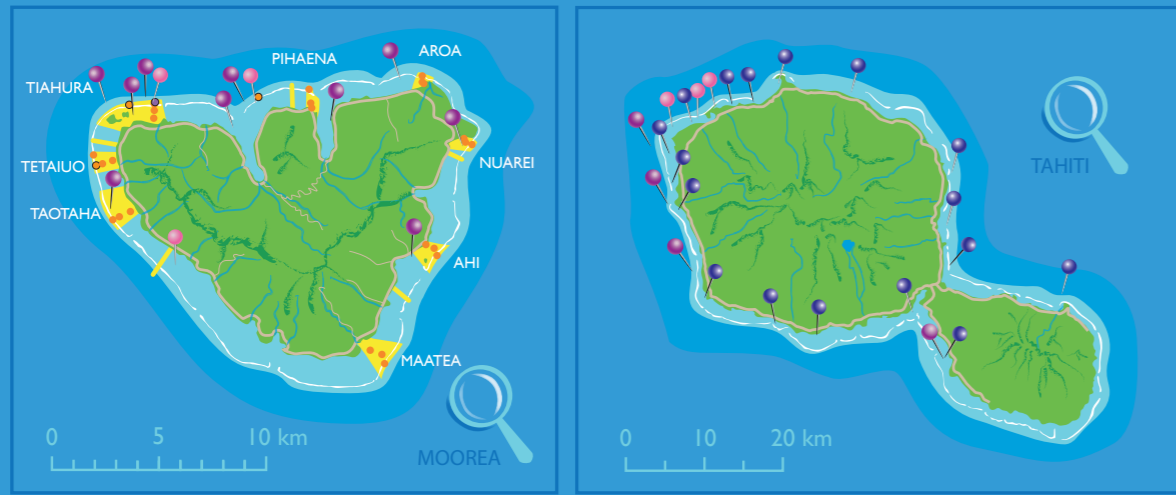 PIHAENA
AROA
TIAHURA
TETAIUO
TAOTAHA
NUAREI
AHI
MAATEA
0 5 10 km
MOOREA
TAHITI
0 10 20 km